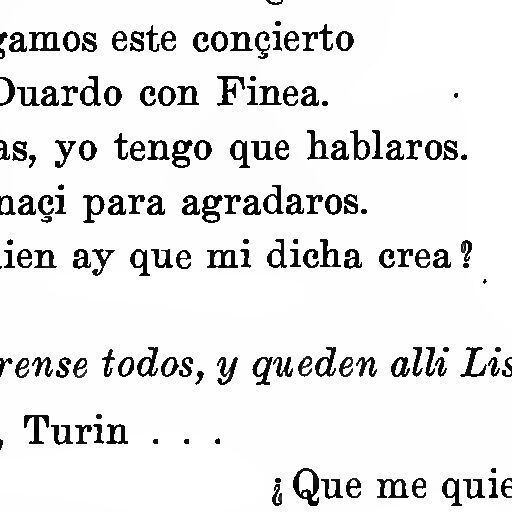 gamos este conçierto
Duardo con Finea.
as, yo tengo que hablaros.
naçi para agradaros.
ien ay que mi dicha crea?
rense todos, y queden alli Lis
, Turin . . .
¿Que me quie